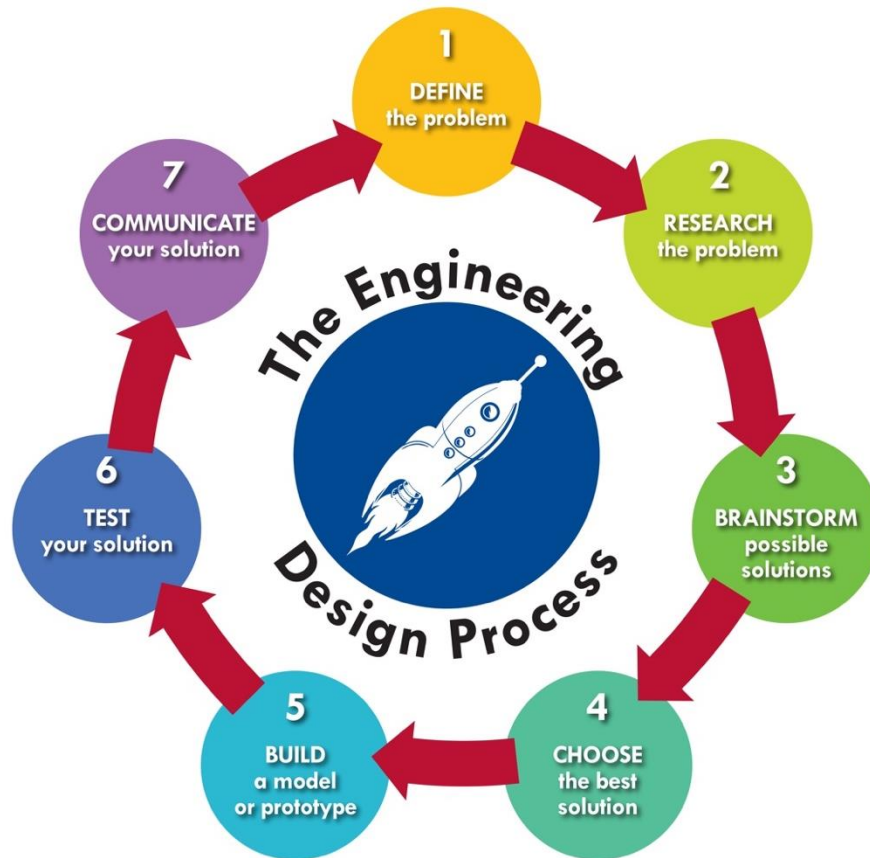 The Engineering
Design Process
1
DEFINE
the problem
2
RESEARCH
the problem
3
BRAINSTORM
possible
solutions
4
CHOOSE
the best
solution
5
BUILD
a model
or prototype
6
TEST
your solution
7
COMMUNICATE
your solution